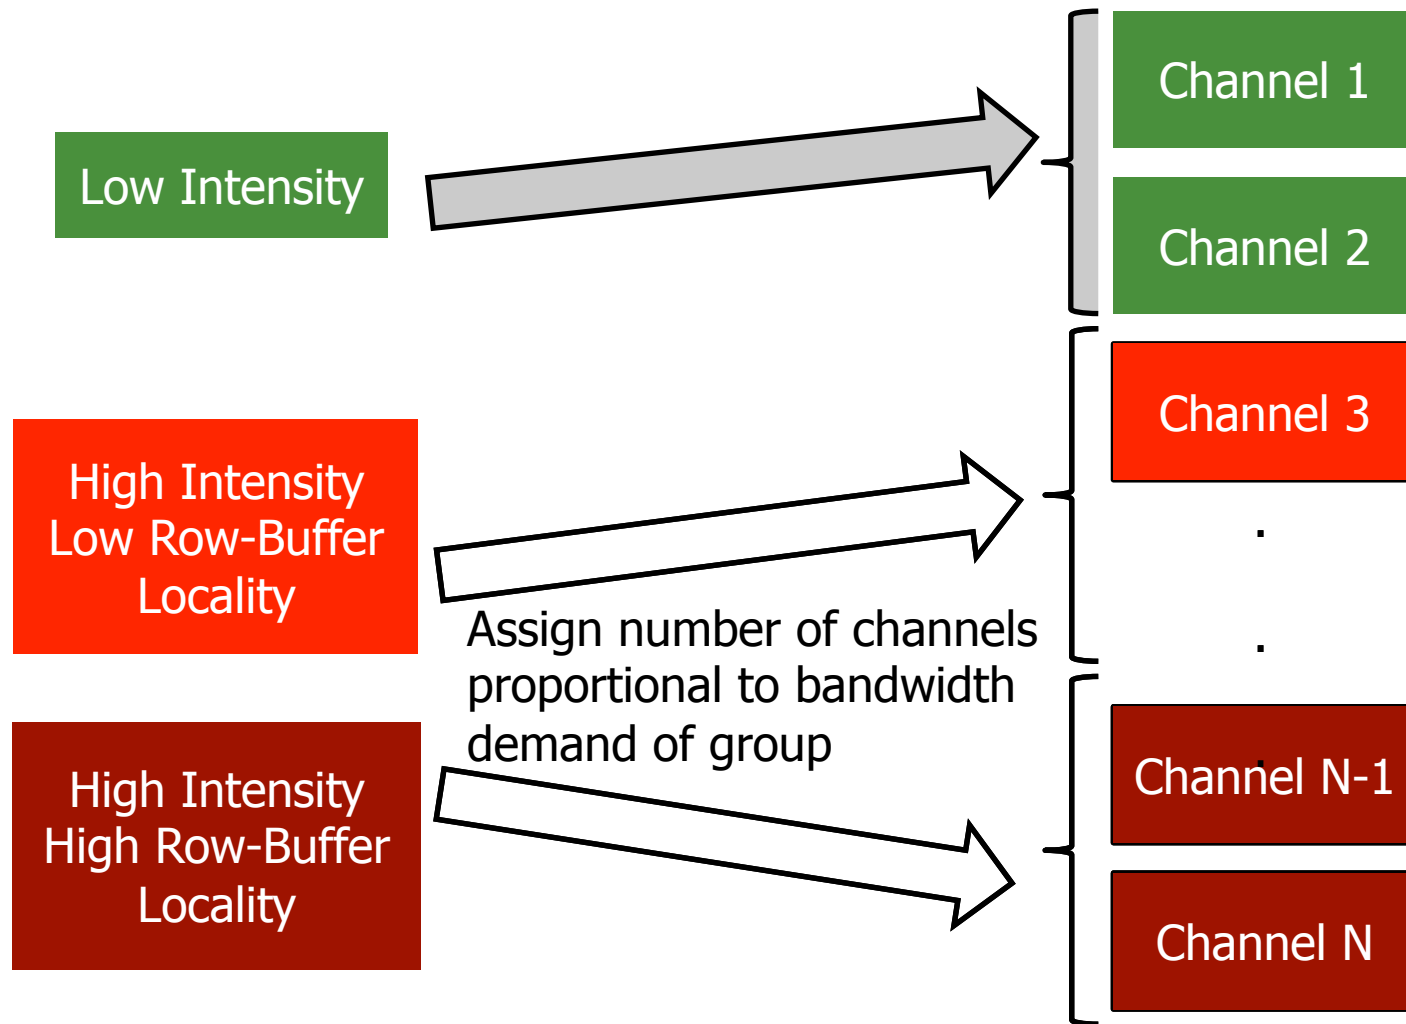 Channel 1
Low Intensity
Channel 2
Channel 3
High Intensity
Low Row-Buffer
Locality
.
.
Assign number of channels
proportional to bandwidth
demand of group
High Intensity
High Row-Buffer
Locality
.
Channel N-1
Channel N